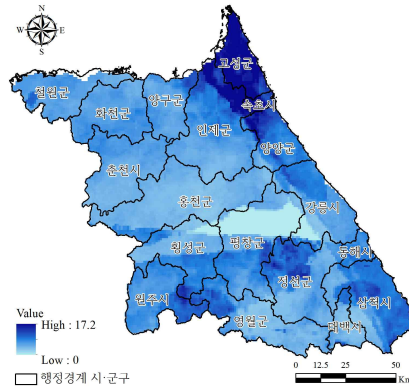 N
W E
S
고성군
속초시
철원군
화천군
양구군
인제군
양양군
춘천시
홍천군
강릉시
횡성군
평창군
동해시
정선군
원주시
삼척시
영월군
태백시
Value
High : 17.2
Low : 0
행정경계 시·군구
0 12.5 25 50
Km